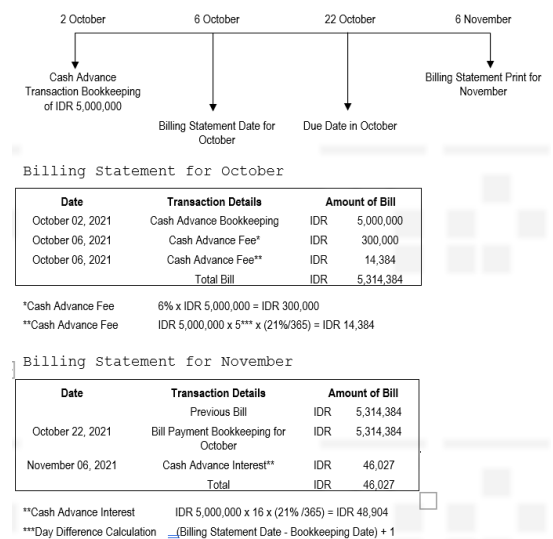 2 October 6 October 22 October 6 November
Cash Advance
Transaction Bookkeeping
of IDR 5,000,000
Billing Statement Print for
November
Billing Statement Date for
October
Due Date in October
Billing Statement for October
Date Transaction Details Amount of Bill
October 02, 2021 Cash Advance Bookkeeping IDR 5,000,000
October 06, 2021 Cash Advance Fee* IDR 300,000
October 06, 2021 Cash Advance Fee** IDR 14,384
Total Bill IDR 5,314,384
*Cash Advance Fee 6% x IDR 5,000,000 = IDR 300,000
**Cash Advance Fee IDR 5,000,000 x 5*** x (21%/365) = IDR 14,384
Billing Statement for November
Date Transaction Details Amount of Bill
Previous Bill IDR 5,314,384
October 22, 2021 Bill Payment Bookkeeping for IDR 5,314,384
October
November 06, 2021 Cash Advance Interest** IDR 46,027
Total IDR 46,027
**Cash Advance Interest IDR 5,000,000 x 16 x (21% /365) = IDR 48,904
***Day Difference Calculation =(Billing Statement Date - Bookkeeping Date) + 1